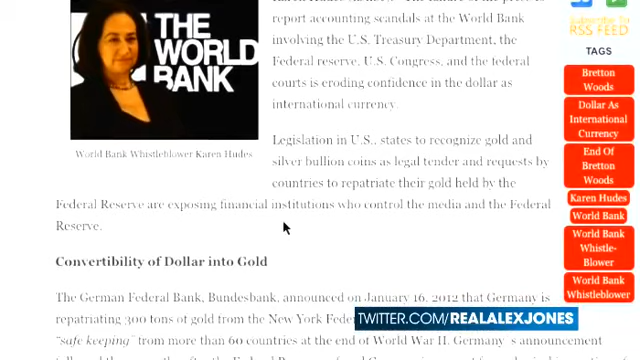 report accounting scandals at the World Bank
involving the U.S. Treasury Department, the
Federal reserve, U.S. Congress, and the federal
courts is eroding confidence in the dollar as
international currency.
THE
WORLD
BANK
World Bank Whistleblower Karen Hudes
Legislation in U.S., states to recognize gold and
silver bullion coins as legal tender and requests by
countries to repatriate their gold held by the
Federal Reserve are exposing financial institutions who control the media and the Federal
Reserve.
Convertibility of Dollar into Gold
The German Federal Bank, Bundesbank, announced on January 16, 2012 that Germany is
repatriating 300 tons of gold from the New York Fede
"safe keeping" from more than 60 countries at the end of World War II. Germany's announcement
Subscribe To
RSS FEED
TAGS
Bretton
Woods
Dollar As
International
Currency
End Of
Bretton
Woods
Karen Hudes
World Bank
World Bank
Whistle-
Blower
World Bank
Whistleblower
TWITTER.COM/REALALEXJONES